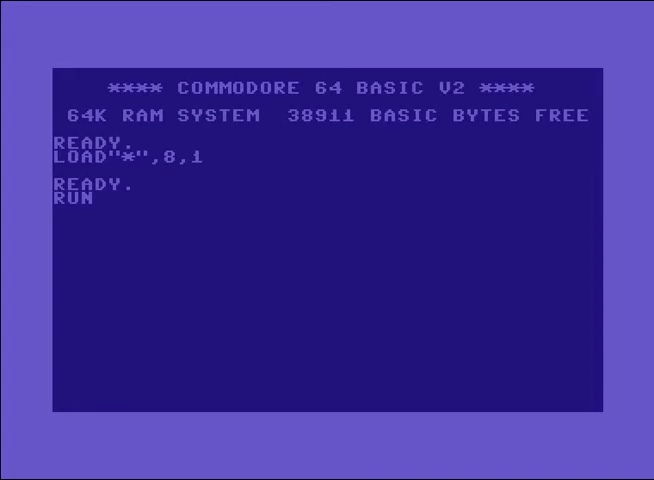 **** COMMODORE 64 BASIC V2 ****
64K RAM SYSTEM  38911 BASIC BYTES FREE
READY.
LOAD"*",8,1
READY.
RUN